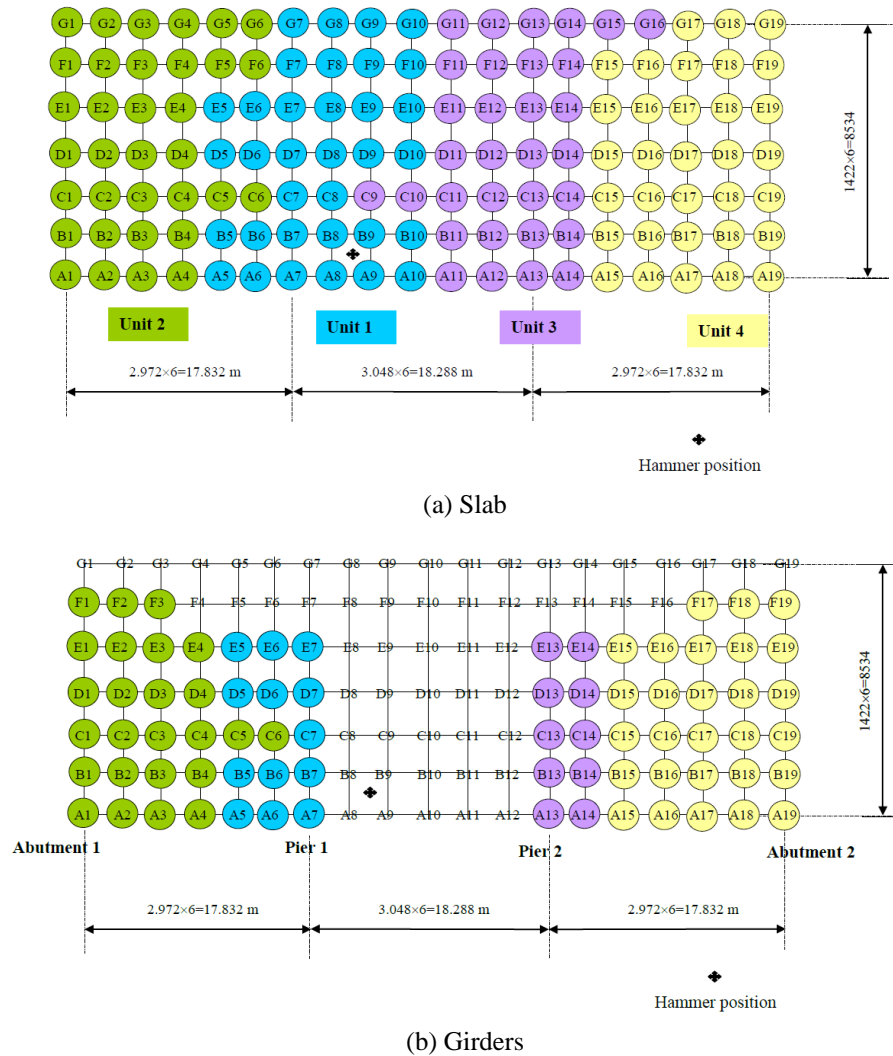 G1 G2 G3 G4 G5 G6 G7 G8 G9 G10 G11 G12 G13 G14 G15 G16 G17 G18 G19
F1 F2 F3 F4 F5 F6 F7 F8 F9 F10 F11 F12 F13 F14 F15 F16 F17 F18 F19
E1 E2 E3 E4 E5 E6 E7 E8 E9 E10 E11 E12 E13 E14 E15 E16 E17 E18 E19
D1 D2 D3 D4 D5 D6 D7 D8 D9 D10 D11 D12 D13 D14 D15 D16 D17 D18 D19
C1 C2 C3 C4 C5 C6 C7 C8 C9 C10 C11 C12 C13 C14 C15 C16 C17 C18 C19
B1 B2 B3 B4 B5 B6 B7 B8 B9 B10 B11 B12 B13 B14 B15 B16 B17 B18 B19
A1 A2 A3 A4 A5 A6 A7 A8 A9 A10 A11 A12 A13 A14 A15 A16 A17 A18 A19
1422×6=8534
Unit 2 Unit 1 Unit 3 Unit 4
2.972×6=17.832 m 3.048×6=18.288 m 2.972×6=17.832 m
Hammer position
(a) Slab
G1 G2 G3 G4 G5 G6 G7 G8 G9 G10 G11 G12 G13 G14 G15 G16 G17 G18 G19
F1 F2 F3 F4 F5 F6 F7 F8 F9 F10 F11 F12 F13 F14 F15 F16 F17 F18 F19
E1 E2 E3 E4 E5 E6 E7 E8 E9 E10 E11 E12 E13 E14 E15 E16 E17 E18 E19
D1 D2 D3 D4 D5 D6 D7 D8 D9 D10 D11 D12 D13 D14 D15 D16 D17 D18 D19
C1 C2 C3 C4 C5 C6 C7 C8 C9 C10 C11 C12 C13 C14 C15 C16 C17 C18 C19
B1 B2 B3 B4 B5 B6 B7 B8 B9 B10 B11 B12 B13 B14 B15 B16 B17 B18 B19
A1 A2 A3 A4 A5 A6 A7 A8 A9 A10 A11 A12 A13 A14 A15 A16 A17 A18 A19
1422×6=8534
Abutment 1 Pier 1 Pier 2 Abutment 2
2.972×6=17.832 m 3.048×6=18.288 m 2.972×6=17.832 m
Hammer position
(b) Girders